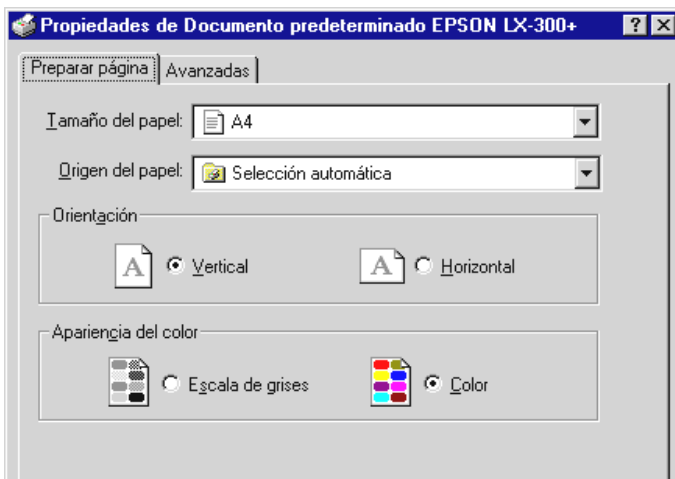 Propiedades de Documento predeterminado EPSON LX-300+
Preparar página Avanzadas
Tamaño del papel: A4
Origen del papel: Selección automática
Orientación
A Vertical A Horizontal
Apariencia del color
Escala de grises Color